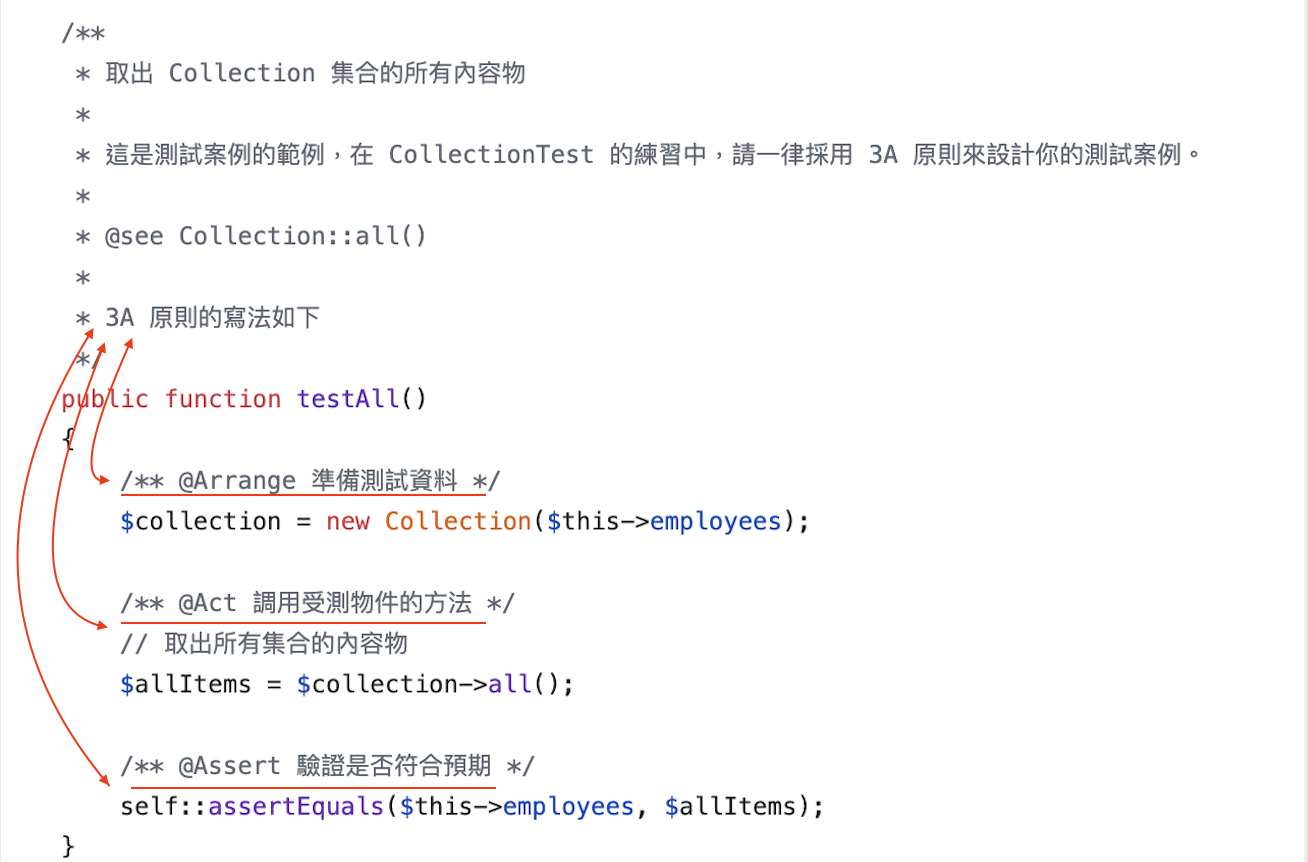 /**
* 取出 Collection 集合的所有內容物
*
* 這是測試案例的範例，在 CollectionTest 的練習中，請一律採用 3A 原則來設計你的測試案例。
*
* @see Collection::all()
*
* 3A 原則的寫法如下
*/
public function testAll()
{
/** @Arrange 準備測試資料 */
$collection = new Collection($this->employees);
/** @Act 調用受測物件的方法 */
// 取出所有集合的內容物
$allItems = $collection->all();
/** @Assert 驗證是否符合預期 */
self::assertEquals($this->employees, $allItems);
}